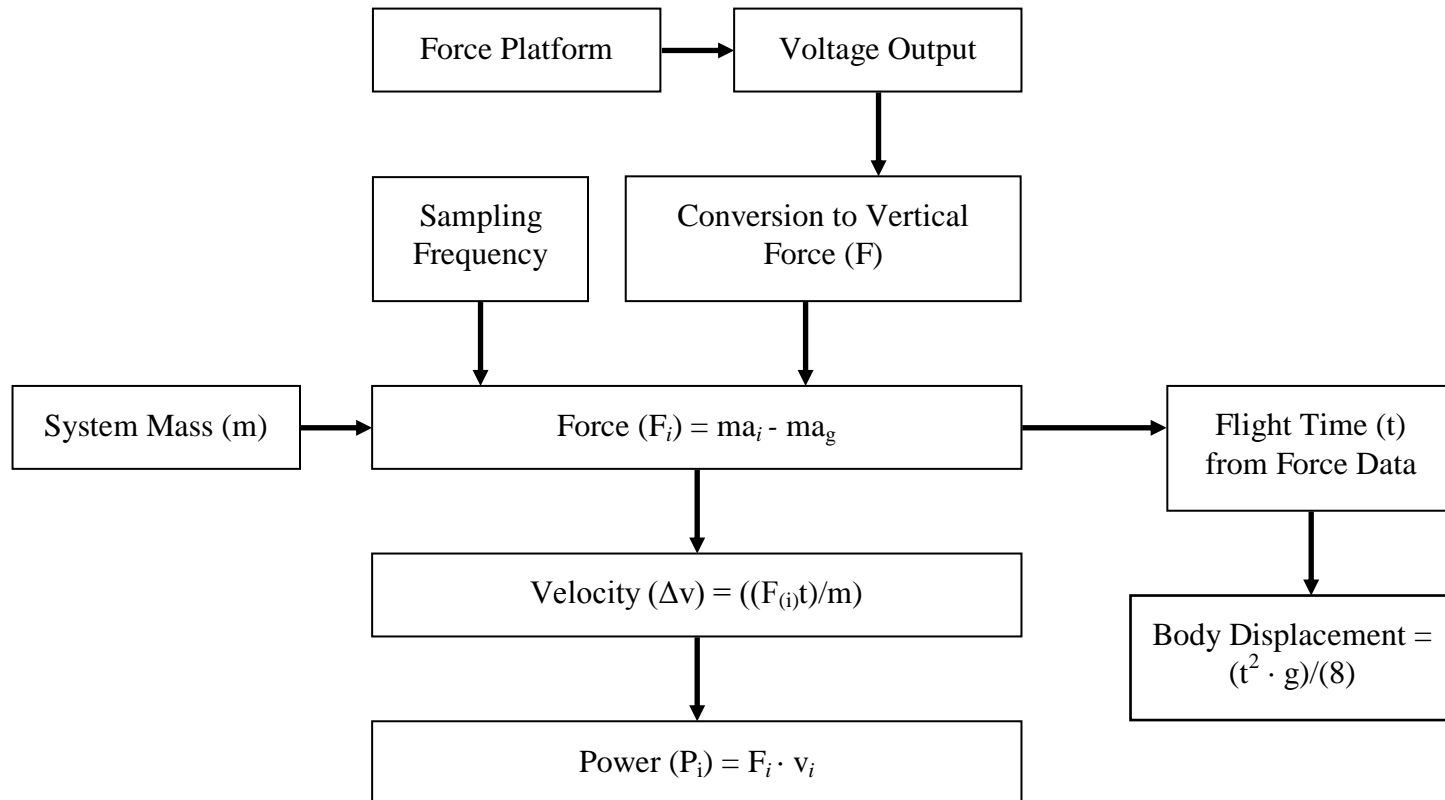 Force Platform
Voltage Output
Sampling
Frequency
Conversion to Vertical
Force (F)
System Mass (m)
Force (Fᵢ) = maᵢ - ma_g
Flight Time (t)
from Force Data
Velocity (Δv) = ((F₍ᵢ₎t)/m)
Body Displacement =
(t² · g)/(8)
Power (Pᵢ) = Fᵢ · vᵢ